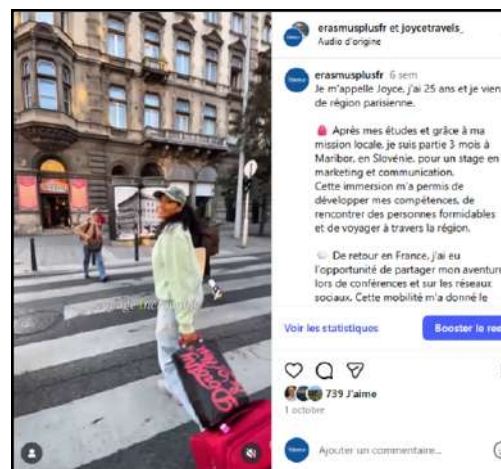 erasmusplusfr et joycetravels_
Audio d'origine
erasmusplusfr 6 sem
Je m'appelle Joyce, j'ai 25 ans et je vien
de région parisienne.
Après mes études et grâce à ma
mission locale, je suis partie 3 mois à
Maribor, en Slovénie, pour un stage en
marketing et communication.
Cette immersion m'a permis de
développer mes compétences, de
rencontrer des personnes formidables
et de voyager à travers la région.
De retour en France, j'ai eu
l'opportunité de partager mon aventure
lors de conférences et sur les réseaux
sociaux. Cette mobilité m'a donné le
Voir les statistiques
Booster le ree
739 J'aime
1 octobre
Ajouter un commentaire...